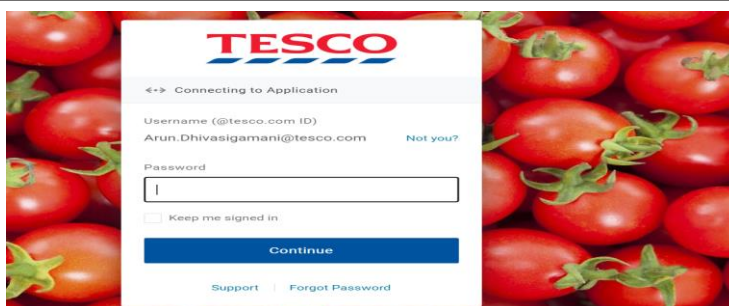 TESCO
Connecting to Application
Username (@tesco.com ID)
Arun.Dhivasigamani@tesco.com Not you?
Password
Keep me signed in
Continue
Support Forgot Password